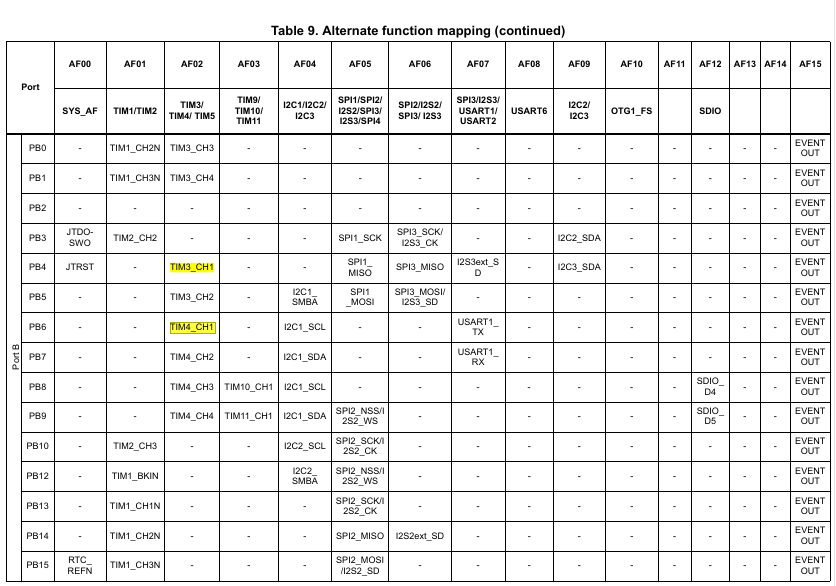 Table 9. Alternate function mapping (continued)
Port AF00 AF01 AF02 AF03 AF04 AF05 AF06 AF07 AF08 AF09 AF10 AF11 AF12 AF13 AF14 AF15
SYS_AF TIM1/TIM2 TIM3/ TIM4/ TIM5 TIM9/ TIM10/ TIM11 I2C1/I2C2/ I2C3 SPI1/SPI2/ I2S2/SPI3/ I2S3/SPI4 SPI2/I2S2/ SPI3/ I2S3 SPI3/I2S3/ USART1/ USART2 USART6 I2C2/ I2C3 OTG1_FS SDIO
Port B
PB0 - TIM1_CH2N TIM3_CH3 - - - - - - - - - - - - EVENT OUT
PB1 - TIM1_CH3N TIM3_CH4 - - - - - - - - - - - - EVENT OUT
PB2 - - - - - - - - - - - - - - - EVENT OUT
PB3 JTDO- SWO TIM2_CH2 - - - SPI1_SCK SPI3_SCK/ I2S3_CK - - I2C2_SDA - - - - - EVENT OUT
PB4 JTRST - TIM3_CH1 - - SPI1_ MISO SPI3_MISO I2S3ext_S D - I2C3_SDA - - - - - EVENT OUT
PB5 - - TIM3_CH2 - I2C1_ SMBA SPI1 _MOSI SPI3_MOSI/ I2S3_SD - - - - - - - - EVENT OUT
PB6 - - TIM4_CH1 - I2C1_SCL - - USART1_ TX - - - - - - - EVENT OUT
PB7 - - TIM4_CH2 - I2C1_SDA - - USART1_ RX - - - - - - - EVENT OUT
PB8 - - TIM4_CH3 TIM10_CH1 I2C1_SCL - - - - - - - SDIO_ D4 - - EVENT OUT
PB9 - - TIM4_CH4 TIM11_CH1 I2C1_SDA SPI2_NSS/I 2S2_WS - - - - - - SDIO_ D5 - - EVENT OUT
PB10 - TIM2_CH3 - - I2C2_SCL SPI2_SCK/I 2S2_CK - - - - - - - - - EVENT OUT
PB12 - TIM1_BKIN - - I2C2_ SMBA SPI2_NSS/I 2S2_WS - - - - - - - - - EVENT OUT
PB13 - TIM1_CH1N - - - SPI2_SCK/I 2S2_CK - - - - - - - - - EVENT OUT
PB14 - TIM1_CH2N - - - SPI2_MISO I2S2ext_SD - - - - - - - - EVENT OUT
PB15 RTC_ REFN TIM1_CH3N - - - SPI2_MOSI /I2S2_SD - - - - - - - - - EVENT OUT